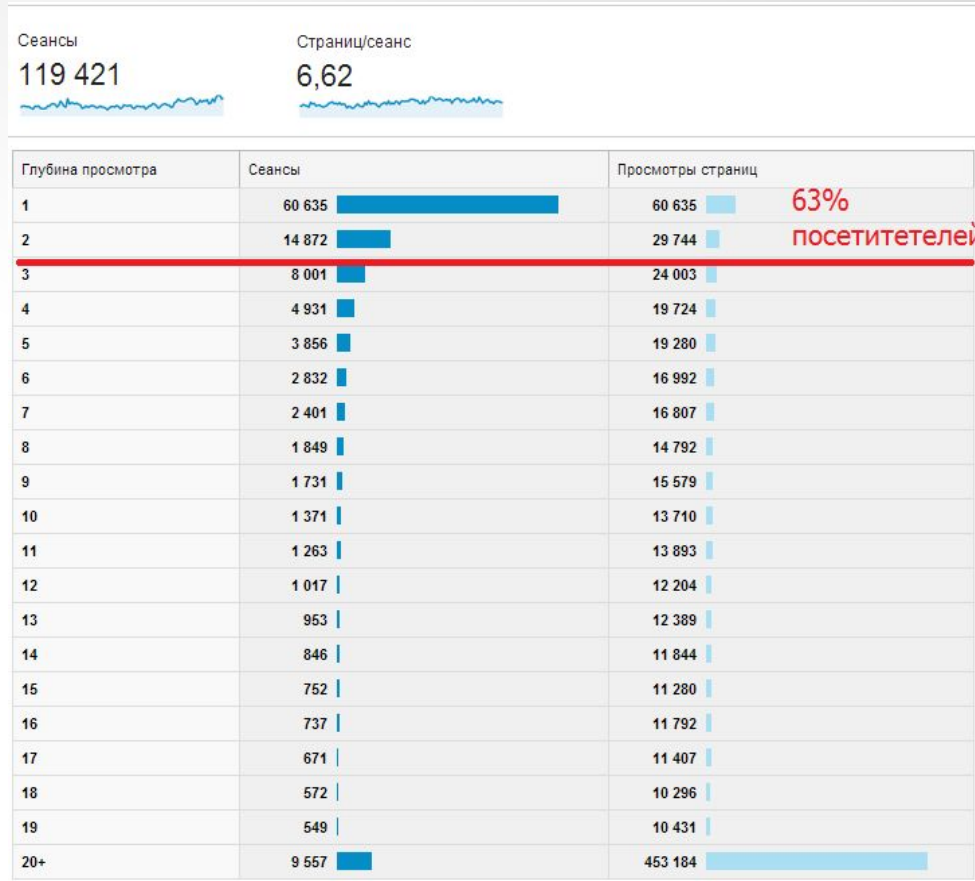 Сеансы Страниц/сеанс
119 421 6,62
Глубина просмотра Сеансы Просмотры страниц
1 60 635 60 635 63%
2 14 872 29 744 посетитетелей
3 8 001 24 003
4 4 931 19 724
5 3 856 19 280
6 2 832 16 992
7 2 401 16 807
8 1 849 14 792
9 1 731 15 579
10 1 371 13 710
11 1 263 13 893
12 1 017 12 204
13 953 12 389
14 846 11 844
15 752 11 280
16 737 11 792
17 671 11 407
18 572 10 296
19 549 10 431
20+ 9 557 453 184